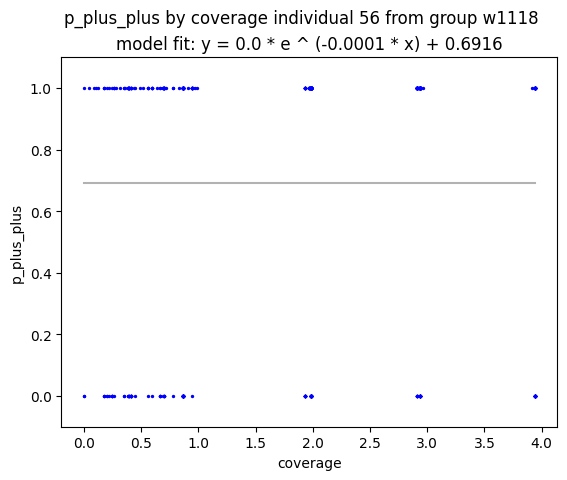 p_plus_plus by coverage individual 56 from group w1118
model fit: y = 0.0 * e ^ (-0.0001 * x) + 0.6916
1.0
0.8
0.6
0.4
0.2
0.0
p_plus_plus
0.0 0.5 1.0 1.5 2.0 2.5 3.0 3.5 4.0
coverage